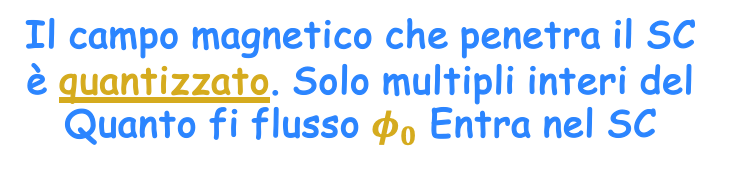 Il campo magnetico che penetra il SC
è quantizzato. Solo multipli interi del
Quanto fi flusso ϕ₀ Entra nel SC